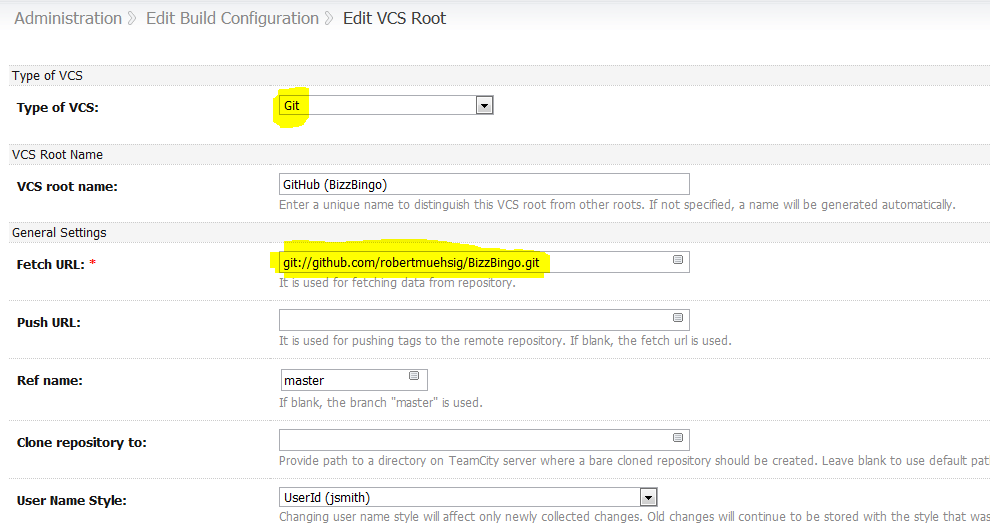 Administration » Edit Build Configuration » Edit VCS Root
Type of VCS
Type of VCS: Git
VCS Root Name
VCS root name: GitHub (BizzBingo)
Enter a unique name to distinguish this VCS root from other roots. If not specified, a name will be generated automatically.
General Settings
Fetch URL: * git://github.com/robertmuehsig/BizzBingo.git
It is used for fetching data from repository.
Push URL:
It is used for pushing tags to the remote repository. If blank, the fetch url is used.
Ref name: master
If blank, the branch "master" is used.
Clone repository to:
Provide path to a directory on TeamCity server where a bare cloned repository should be created. Leave blank to use default pat
User Name Style: UserId (jsmith)
Changing user name style will affect only newly collected changes. Old changes will continue to be stored with the style that was